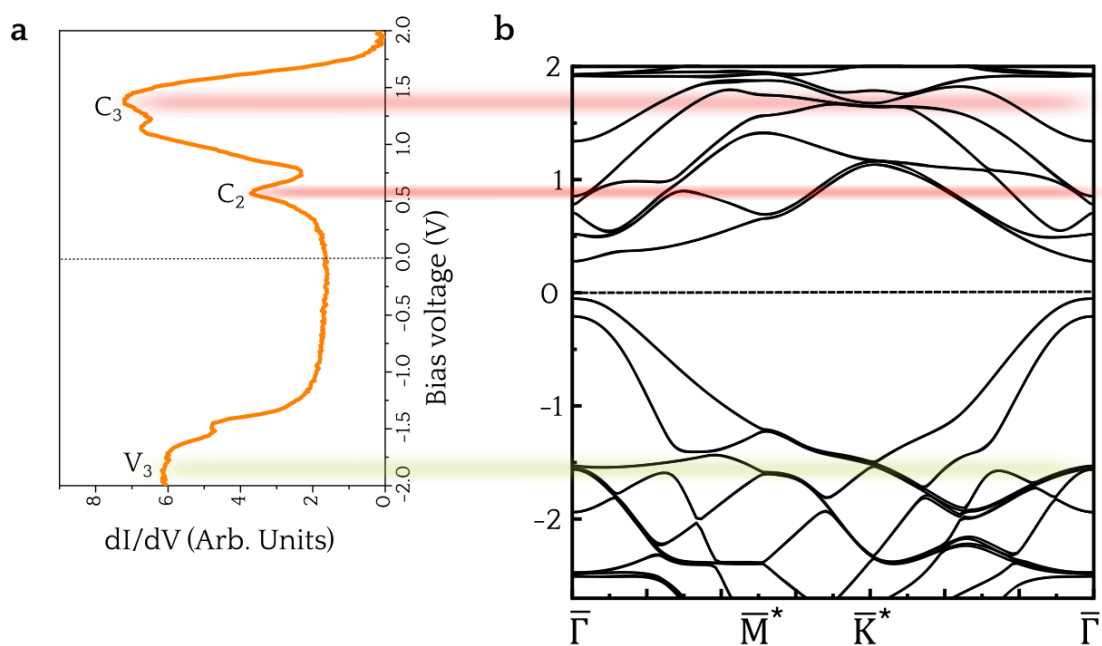 a
b
2.0
1.5
1.0
0.5
0.0
-0.5
-1.0
-1.5
-2.0
Bias voltage (V)
C3
C2
V3
8
6
4
2
0
dI/dV (Arb. Units)
2
1
0
-1
-2
Γ̅
M̅*
K̅*
Γ̅